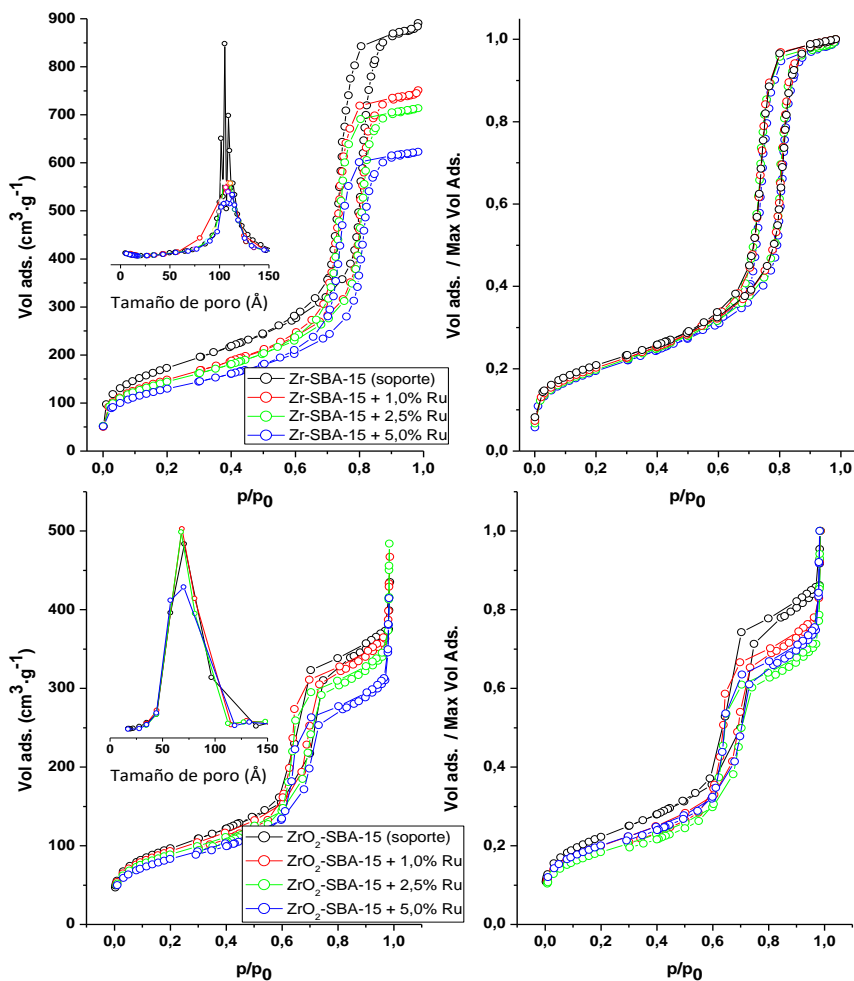 Vol ads. (cm³·g⁻¹)
900
800
700
600
500
400
300
200
100
0
0 50 100 150
Tamaño de poro (Å)
Zr-SBA-15 (soporte)
Zr-SBA-15 + 1,0% Ru
Zr-SBA-15 + 2,5% Ru
Zr-SBA-15 + 5,0% Ru
0,0 0,2 0,4 0,6 0,8 1,0
p/p₀
Vol ads. / Max Vol Ads.
1,0
0,8
0,6
0,4
0,2
0,0
0,0 0,2 0,4 0,6 0,8 1,0
p/p₀
Vol ads. (cm³·g⁻¹)
500
400
300
200
100
0
0 50 100 150
Tamaño de poro (Å)
ZrO₂-SBA-15 (soporte)
ZrO₂-SBA-15 + 1,0% Ru
ZrO₂-SBA-15 + 2,5% Ru
ZrO₂-SBA-15 + 5,0% Ru
0,0 0,2 0,4 0,6 0,8 1,0
p/p₀
Vol ads. / Max Vol Ads.
1,0
0,8
0,6
0,4
0,2
0,0
0,0 0,2 0,4 0,6 0,8 1,0
p/p₀